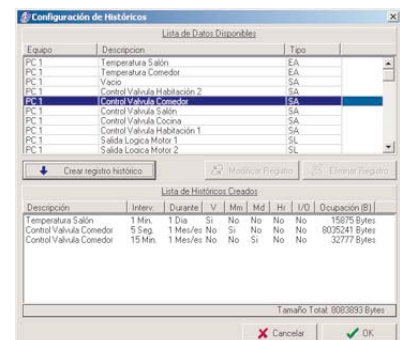 Configuración de Históricos
Lista de Datos Disponibles
Equipo Descripcion Tipo
PC 1 Temperatura Salón EA
PC 1 Temperatura Comedor EA
PC 1 Vacio SA
PC 1 Control Valvula Habitación 2 SA
PC 1 Control Valvula Comedor SA
PC 1 Control Valvula Salón SA
PC 1 Control Valvula Cocina SA
PC 1 Control Valvula Habitación 1 SA
PC 1 Salida Logica Motor 1 SL
PC 1 Salida Logica Motor 2 SL
Crear registro histórico Modificar Registro Eliminar Registro
Lista de Históricos Creados
Descripción Interv. Durante V Mm Md Hr I/O Ocupación (B)
Temperatura Salón 1 Min. 1 Dia Si No No No No 15875 Bytes
Control Valvula Comedor 5 Seg. 1 Mes/es No Si No No No 8035241 Bytes
Control Valvula Comedor 15 Min. 1 Mes/es No No Si No No 32777 Bytes
Tamaño Total: 8083893 Bytes
Cancelar OK